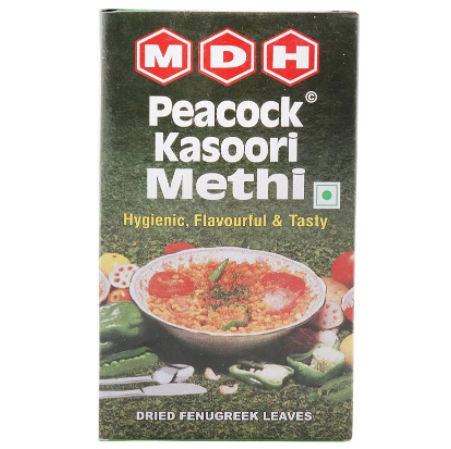 MDH
Peacock©
Kasoori
Methi
Hygienic, Flavourful & Tasty
DRIED FENUGREEK LEAVES